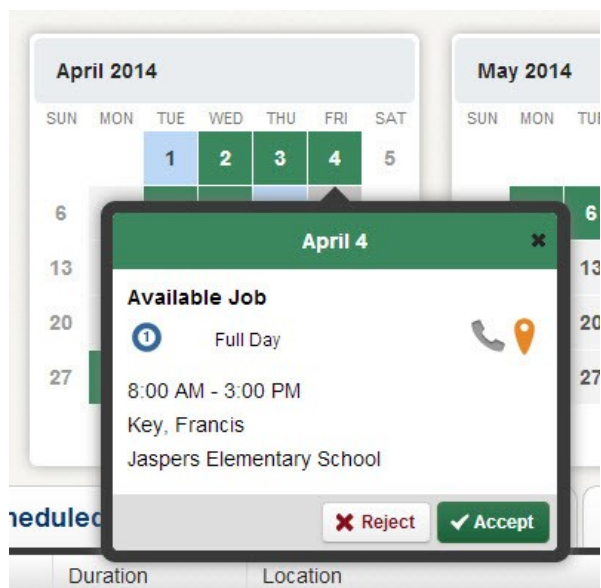 April 2014
May 2014
SUN MON TUE WED THU FRI SAT
SUN MON
1 2 3 4 5
6
6
April 4
13
13
Available Job
1 Full Day
20
20
27
27
8:00 AM - 3:00 PM
Key, Francis
Jaspers Elementary School
Reject Accept
Duration Location